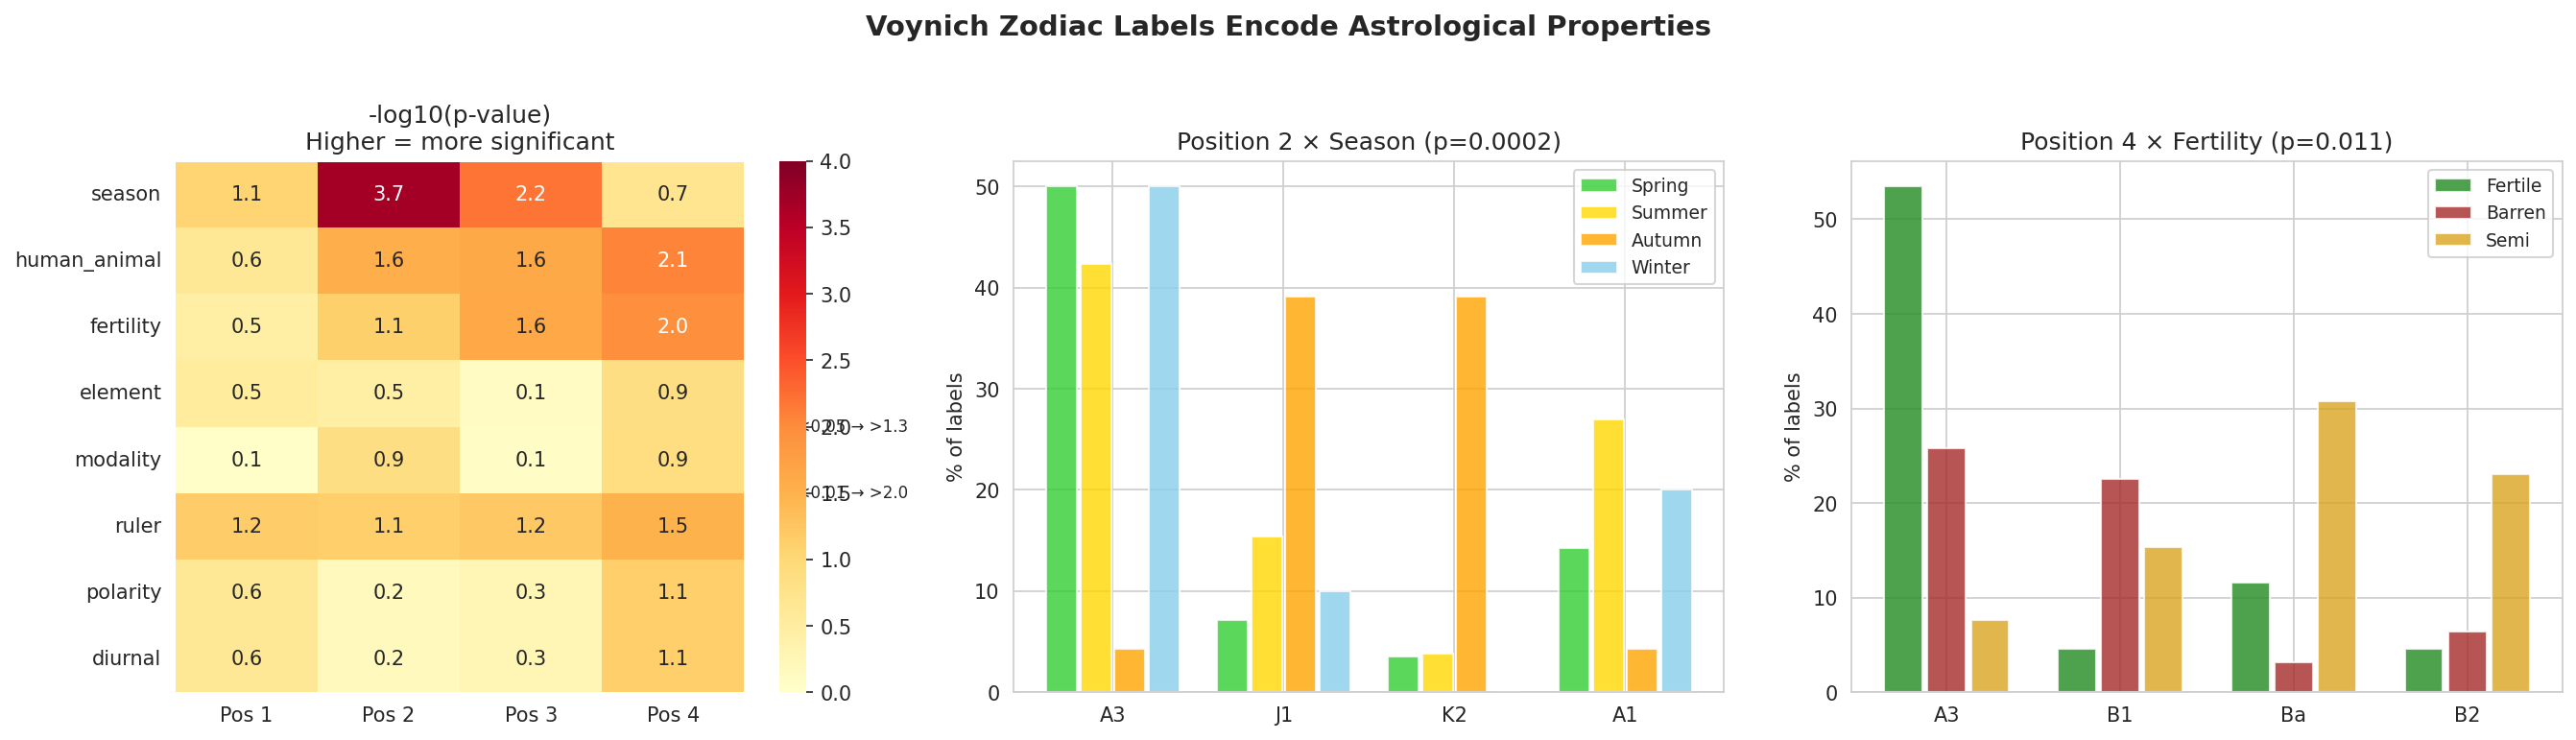 Voynich Zodiac Labels Encode Astrological Properties
-log10(p-value)
Higher = more significant
season 1.1 3.7 2.2 0.7
human_animal 0.6 1.6 1.6 2.1
fertility 0.5 1.1 1.6 2.0
element 0.5 0.5 0.1 0.9
modality 0.1 0.9 0.1 0.9
ruler 1.2 1.1 1.2 1.5
polarity 0.6 0.2 0.3 1.1
diurnal 0.6 0.2 0.3 1.1
Pos 1 Pos 2 Pos 3 Pos 4
4.0
3.5
3.0
2.5
2.0
→ >1.3
1.5
→ >2.0
1.0
0.5
0.0
Position 2 × Season (p=0.0002)
% of labels
50
40
30
20
10
0
A3 J1 K2 A1
Spring
Summer
Autumn
Winter
Position 4 × Fertility (p=0.011)
% of labels
50
40
30
20
10
0
A3 B1 Ba B2
Fertile
Barren
Semi